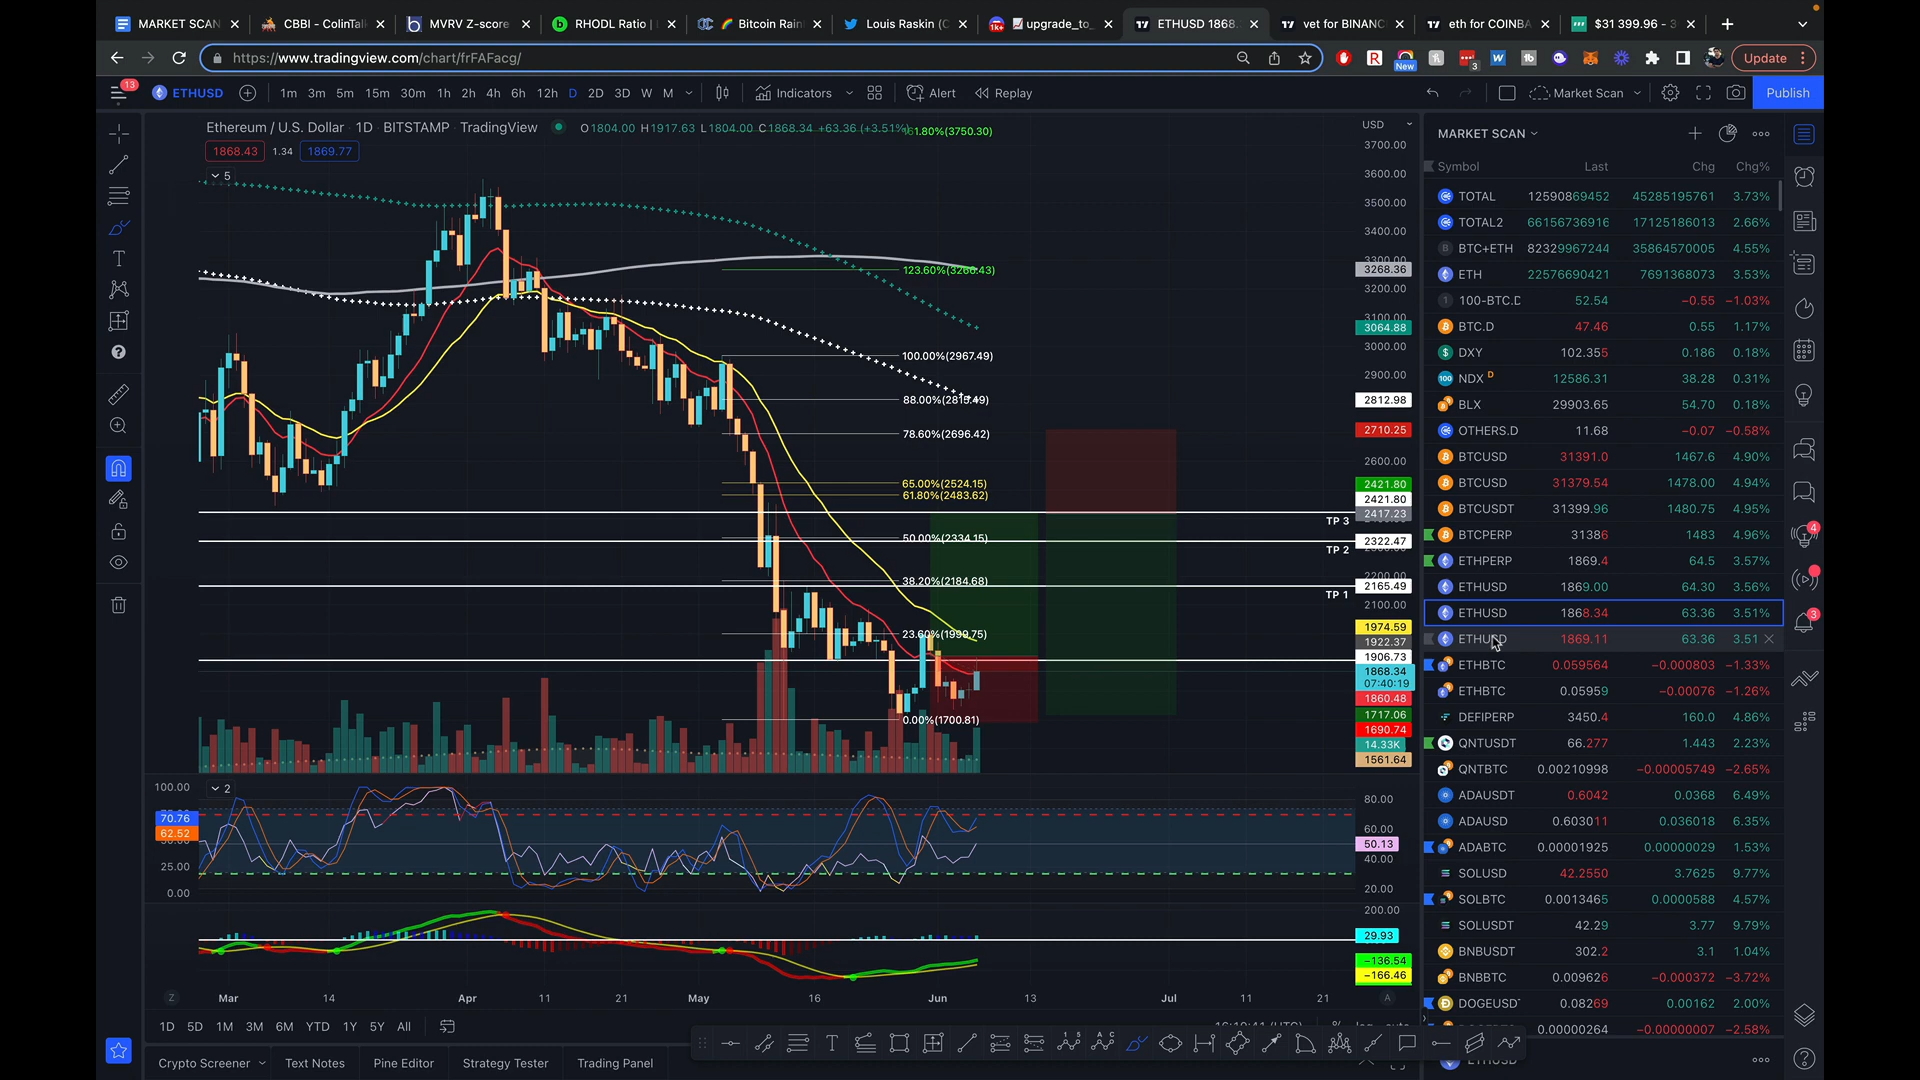 MARKET SCAN
CBBI - ColinTal
MVRV Z-score
RHODL Ratio |
Bitcoin Rain
Louis Raskin (
upgrade_to_
ETHUSD 1868.
vet for BINANC
eth for COINBA
$31 399.96 - 3
https://www.tradingview.com/chart/frFAFacg/
New
3
Update
13
ETHUSD
1m 3m 5m 15m 30m 1h 2h 4h 6h 12h D 2D 3D W M
Indicators
Alert
Replay
Market Scan
Publish
Ethereum / U.S. Dollar · 1D · BITSTAMP · TradingView
O1804.00 H1917.63 L1804.00 C1868.34 +63.36 (+3.51%)
1.80%(3750.30)
1868.43 1.34 1869.77
5
123.60%(3266.43)
100.00%(2967.49)
78.60%(2696.42)
65.00%(2524.15)
61.80%(2483.62)
50.00%(2334.15)
38.20%(2184.68)
23.60%(1999.75)
0.00%(1700.81)
TP 3
TP 2
TP 1
USD
3700.00
3600.00
3500.00
3400.00
3300.00
3268.36
3200.00
3100.00
3064.88
3000.00
2900.00
2812.98
2710.25
2600.00
2421.80
2421.80
2417.23
2322.47
2200.00
2165.49
2100.00
1974.59
1922.37
1906.73
1868.34
07:40:19
1860.48
1717.06
1690.74
14.33K
1561.64
2
100.00
70.76
62.52
25.00
0.00
80.00
60.00
50.13
40.00
20.00
200.00
29.93
−136.54
−166.46
Z
Mar 14 Apr 11 21 May 16 Jun 13 Jul 11 21
A
1D 5D 1M 3M 6M YTD 1Y 5Y All
Crypto Screener Text Notes Pine Editor Strategy Tester Trading Panel
MARKET SCAN
Symbol Last Chg Chg%
TOTAL 12590869452 45285195761 3.73%
TOTAL2 66156736916 17125186013 2.66%
BTC+ETH 82329967244 35864570005 4.55%
ETH 22576690421 7691368073 3.53%
100-BTC.D 52.54 −0.55 −1.03%
BTC.D 47.46 0.55 1.17%
DXY 102.355 0.186 0.18%
NDX D 12586.31 38.28 0.31%
BLX 29903.65 54.70 0.18%
OTHERS.D 11.68 −0.07 −0.58%
BTCUSD 31391.0 1467.6 4.90%
BTCUSD 31379.54 1478.00 4.94%
BTCUSDT 31399.96 1480.75 4.95%
BTCPERP 31386 1483 4.96%
ETHPERP 1869.4 64.5 3.57%
ETHUSD 1869.00 64.30 3.56%
ETHUSD 1868.34 63.36 3.51%
ETHUSD 1869.11 63.36 3.51
ETHBTC 0.059564 −0.000803 −1.33%
ETHBTC 0.05959 −0.00076 −1.26%
DEFIPERP 3450.4 160.0 4.86%
QNTUSDT 66.277 1.443 2.23%
QNTBTC 0.00210998 −0.00005749 −2.65%
ADAUSDT 0.6042 0.0368 6.49%
ADAUSD 0.603011 0.036018 6.35%
ADABTC 0.00001925 0.00000029 1.53%
SOLUSD 42.2550 3.7625 9.77%
SOLBTC 0.0013465 0.0000588 4.57%
SOLUSDT 42.29 3.77 9.79%
BNBUSDT 302.2 3.1 1.04%
BNBBTC 0.009626 −0.000372 −3.72%
DOGEUSDT 0.08269 0.00162 2.00%
0.00000264 −0.00000007 −2.58%
4
3